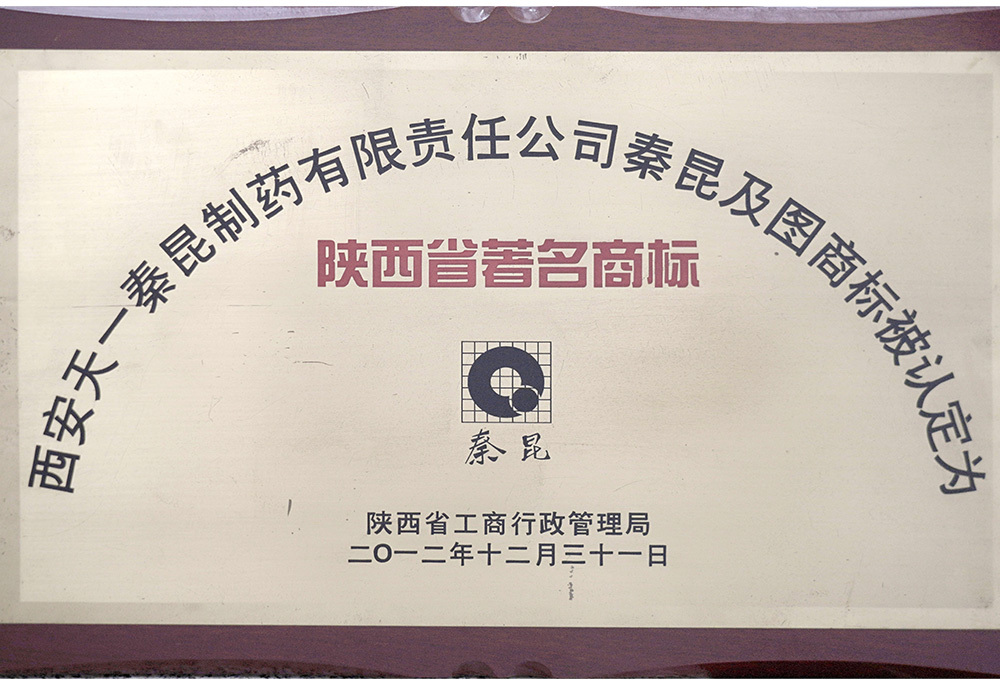 西安天一秦昆制药有限责任公司秦昆及图商标被认定为
陕西省著名商标
秦昆
陕西省工商行政管理局
二〇一二年十二月三十一日